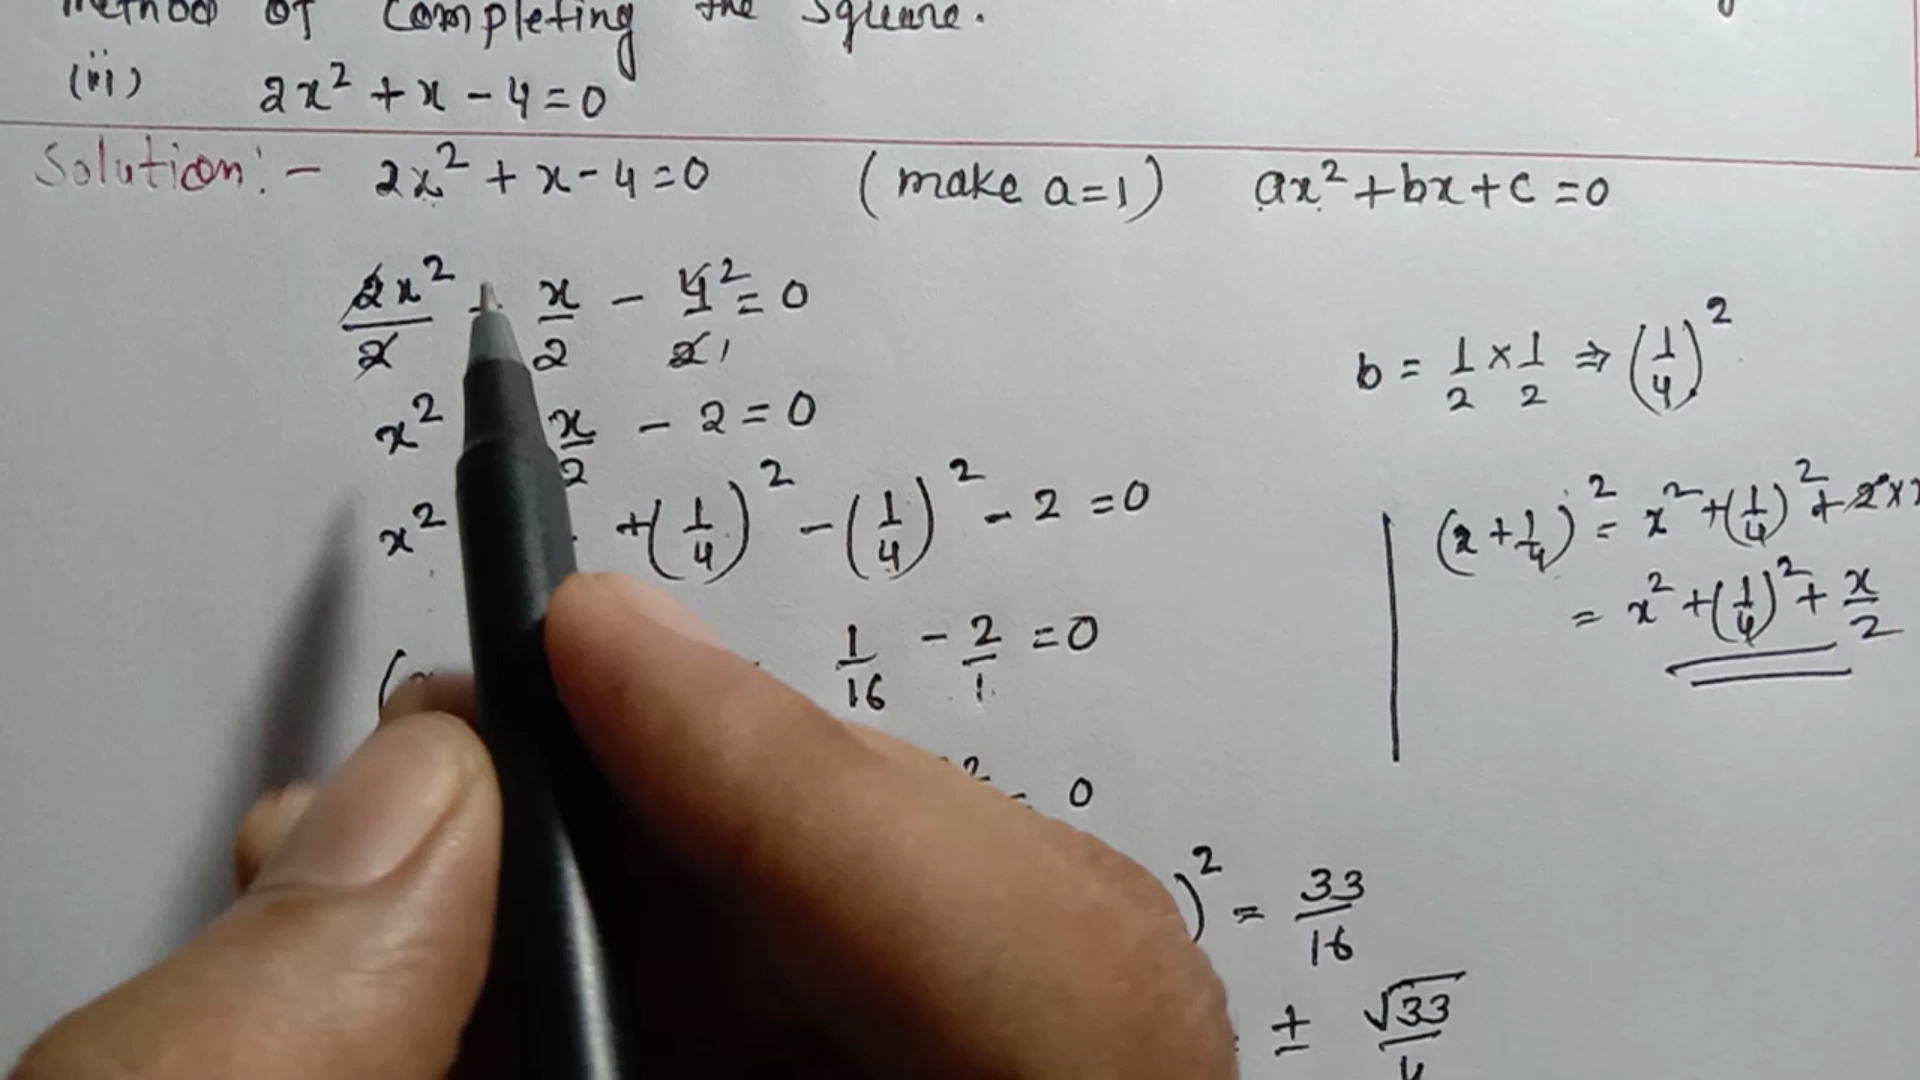 method of completing the square.
(iii) 2x² + x - 4 = 0
Solution:- 2x² + x - 4 = 0 (make a=1) ax² + bx + c = 0
2x²/2 + x/2 - 4²/2 1 = 0
b = 1/2 × 1/2 ⇒ (1/4)²
x² x/2 - 2 = 0
x² + (1/4)² - (1/4)² - 2 = 0
(x + 1/4)² = x² + (1/4)² + 2×
= x² + (1/4)² + x/2
1/16 - 2/1 = 0
= 0
)² = 33/16
= ± √33/4